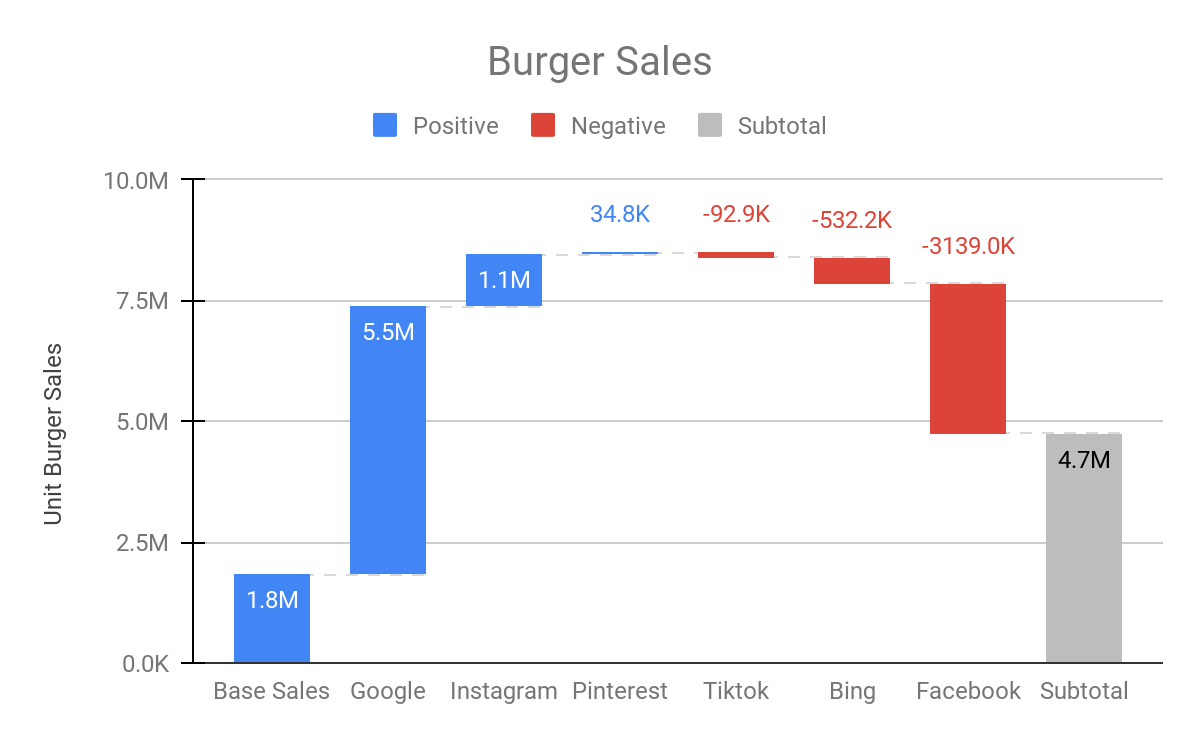 Burger Sales
Positive Negative Subtotal
10.0M
7.5M
5.0M
2.5M
0.0K
Unit Burger Sales
1.8M
5.5M
1.1M
34.8K
-92.9K
-532.2K
-3139.0K
4.7M
Base Sales Google Instagram Pinterest Tiktok Bing Facebook Subtotal